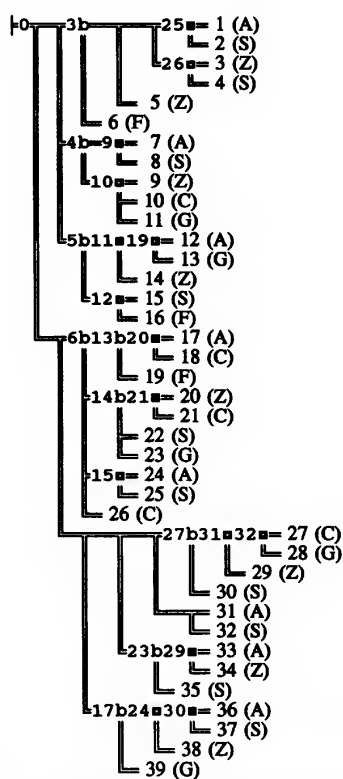 0 3b 25 1 (A)
2 (S)
26 3 (Z)
4 (S)
5 (Z)
6 (F)
4b 9 7 (A)
8 (S)
10 9 (Z)
10 (C)
11 (G)
5b 11 19 12 (A)
13 (G)
14 (Z)
12 15 (S)
16 (F)
6b 13b 20 17 (A)
18 (C)
19 (F)
14b 21 20 (Z)
21 (C)
22 (S)
23 (G)
15 24 (A)
25 (S)
26 (C)
27b 31 32 27 (C)
28 (G)
29 (Z)
30 (S)
31 (A)
32 (S)
23b 29 33 (A)
34 (Z)
35 (S)
17b 24 30 36 (A)
37 (S)
38 (Z)
39 (G)